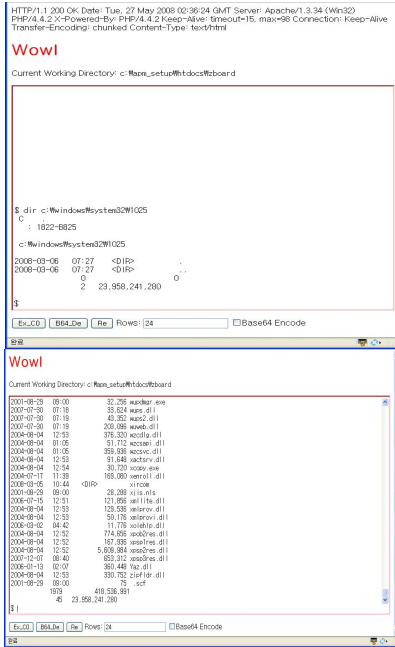 HTTP/1.1 200 OK Date: Tue, 27 May 2008 02:36:24 GMT Server: Apache/1.3.34 (Win32)
PHP/4.4.2 X-Powered-By: PHP/4.4.2 Keep-Alive: timeout=15, max=98 Connection: Keep-Alive
Transfer-Encoding: chunked Content-Type: text/html
Wowl
Current Working Directory: c:₩apm_setup₩htdocs₩zboard
$ dir c:₩windows₩system32₩1025
C .
: 1822-B825
c:₩windows₩system32₩1025
2008-03-06 07:27 <DIR> .
2008-03-06 07:27 <DIR> ..
0 0
2 23,958,241,280
$
Ex_CO B64_De Re Rows: 24 Base64 Encode
완료
Wowl
Current Working Directory: c:₩apm_setup₩htdocs₩zboard
2001-08-29 09:00 32,256 wupdmgr.exe
2007-07-30 07:18 33,624 wups.dll
2007-07-30 07:19 43,352 wups2.dll
2007-07-30 07:19 203,096 wuweb.dll
2004-08-04 12:53 376,320 wzcdlg.dll
2004-08-04 01:05 51,712 wzcsapi.dll
2004-08-04 01:05 359,936 wzcsvc.dll
2004-08-04 12:53 91,648 xactsrv.dll
2004-08-04 12:54 30,720 xcopy.exe
2004-07-17 11:39 169,080 xenroll.dll
2008-03-05 10:44 <DIR> xircom
2001-08-29 09:00 28,288 xjis.nls
2006-07-15 12:51 121,856 xmllite.dll
2004-08-04 12:53 129,536 xmlprov.dll
2004-08-04 12:53 50,176 xmlprovi.dll
2006-03-02 04:42 11,776 xolehlp.dll
2004-08-04 12:52 774,656 xpob2res.dll
2004-08-04 12:52 167,936 xpsp1res.dll
2004-08-04 12:52 5,609,984 xpsp2res.dll
2007-12-07 08:40 653,312 xpsp3res.dll
2006-01-13 02:07 360,448 Yaz.dll
2004-08-04 12:53 330,752 zipfldr.dll
2001-08-29 09:00 75 .scf
1979 418,536,991
45 23,958,241,280
$
Ex_CO B64_De Re Rows: 24 Base64 Encode
완료